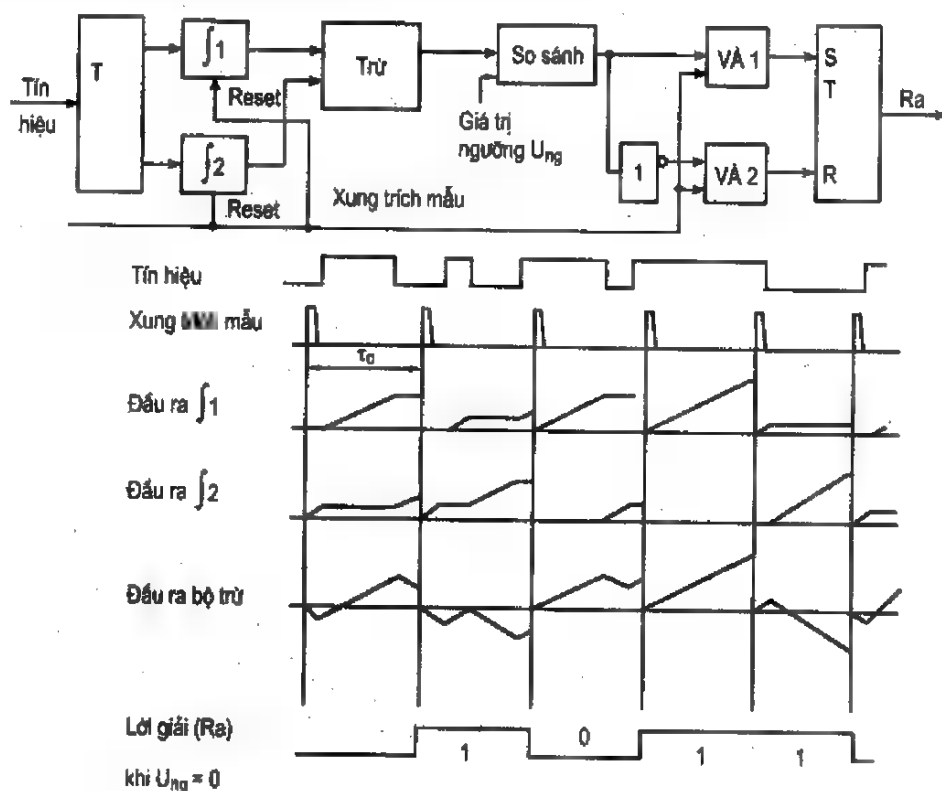 Tín
hiệu
T
∫1
Reset
∫2
Reset
Trừ
So sánh
Giá trị
ngưỡng Ung
1
VÀ 1
VÀ 2
S
T
R
Ra
Xung trích mẫu
Tín hiệu
Xung mẫu
τ₀
Đầu ra ∫1
Đầu ra ∫2
Đầu ra bộ trừ
Lời giải (Ra)
1 0 1 1
khi Ung = 0